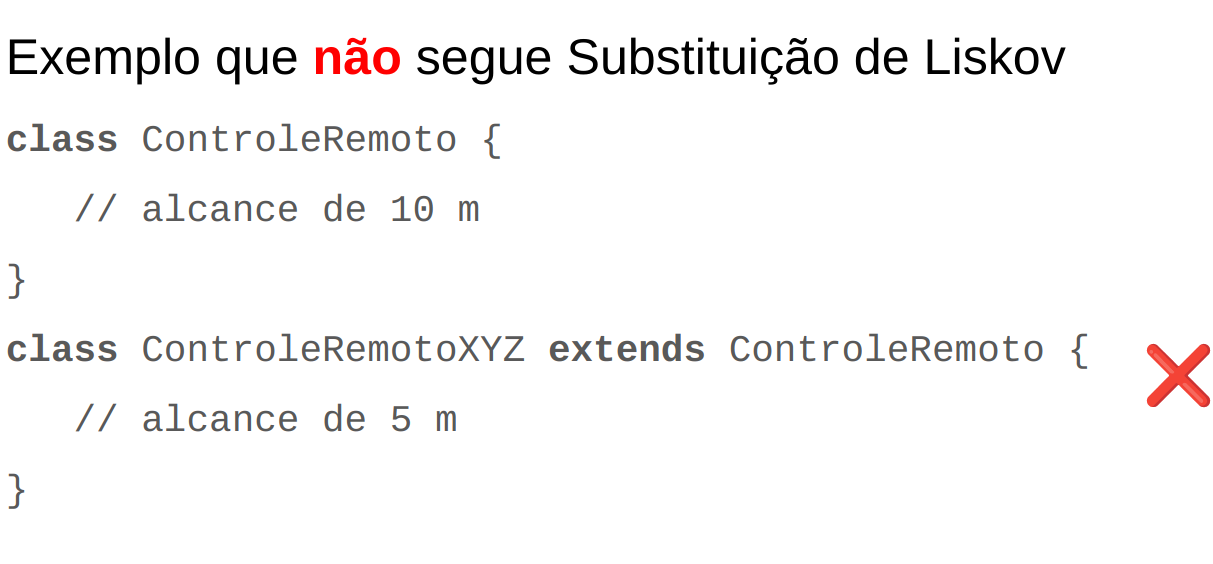 Exemplo que não segue Substituição de Liskov
class ControleRemoto {
// alcance de 10 m
}
class ControleRemotoXYZ extends ControleRemoto {
// alcance de 5 m
}